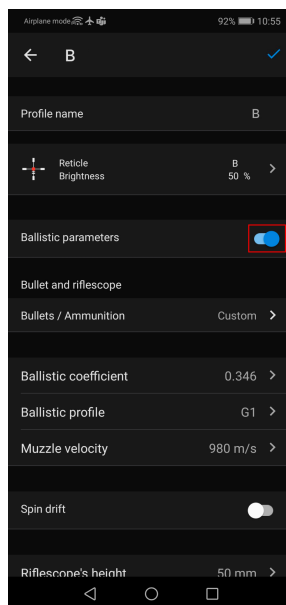 Airplane mode 92% 10:55
B
Profile name B
Reticle B
Brightness 50 %
Ballistic parameters
Bullet and riflescope
Bullets / Ammunition Custom
Ballistic coefficient 0.346
Ballistic profile G1
Muzzle velocity 980 m/s
Spin drift
Riflescope's height 50 mm